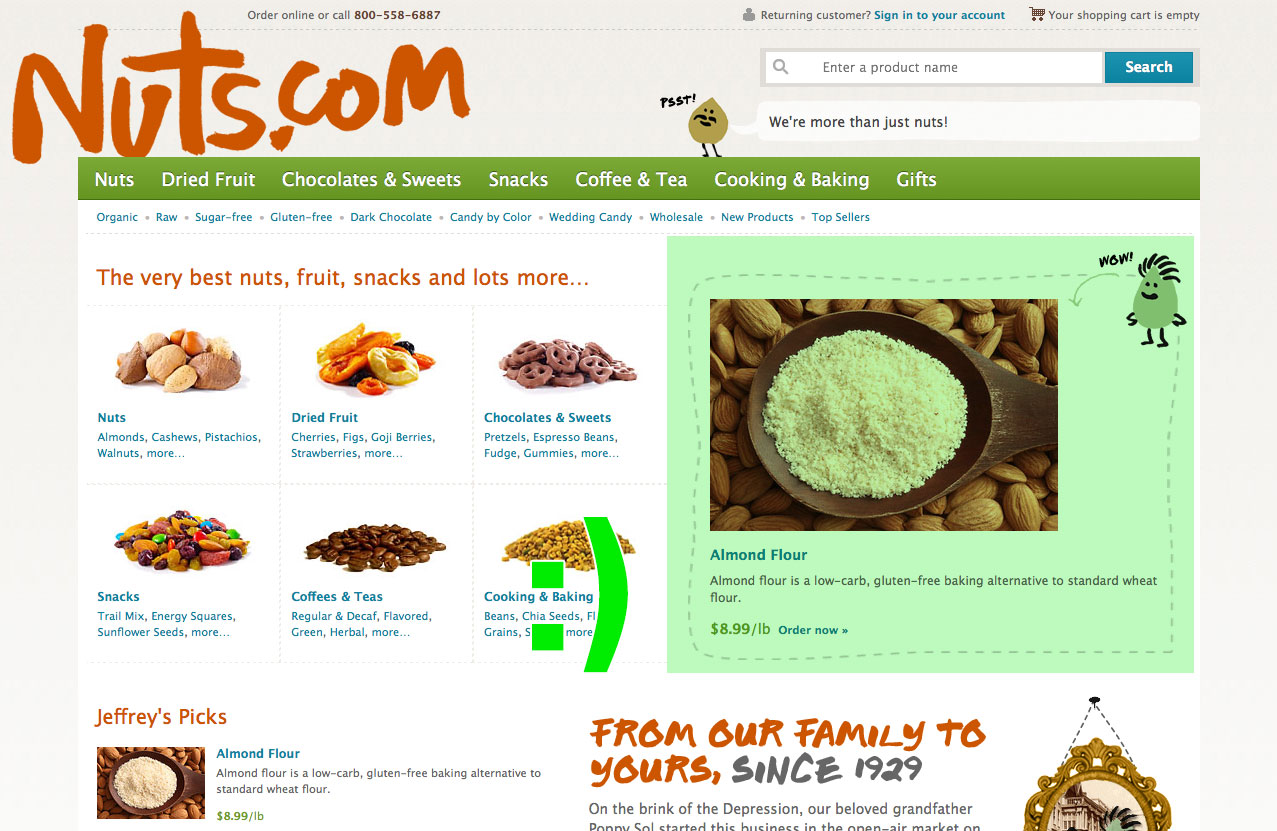 Order online or call 800-558-6887
Returning customer? Sign in to your account
Your shopping cart is empty
Nuts.com
Enter a product name
Search
PSST!
We're more than just nuts!
Nuts
Dried Fruit
Chocolates & Sweets
Snacks
Coffee & Tea
Cooking & Baking
Gifts
Organic • Raw • Sugar-free • Gluten-free • Dark Chocolate • Candy by Color • Wedding Candy • Wholesale • New Products • Top Sellers
The very best nuts, fruit, snacks and lots more...
Nuts
Almonds, Cashews, Pistachios,
Walnuts, more...
Dried Fruit
Cherries, Figs, Goji Berries,
Strawberries, more...
Chocolates & Sweets
Pretzels, Espresso Beans,
Fudge, Gummies, more...
Snacks
Trail Mix, Energy Squares,
Sunflower Seeds, more...
Coffees & Teas
Regular & Decaf, Flavored,
Green, Herbal, more...
Cooking & Baking
Beans, Chia Seeds,
Grains, more
:)
WOW!
Almond Flour
Almond flour is a low-carb, gluten-free baking alternative to standard wheat
flour.
$8.99/lb Order now »
Jeffrey's Picks
Almond Flour
Almond flour is a low-carb, gluten-free baking alternative to
standard wheat flour.
$8.99/lb
FROM OUR FAMILY TO
YOURS, SINCE 1929
On the brink of the Depression, our beloved grandfather
Poppy Sol started this business in the open-air market on